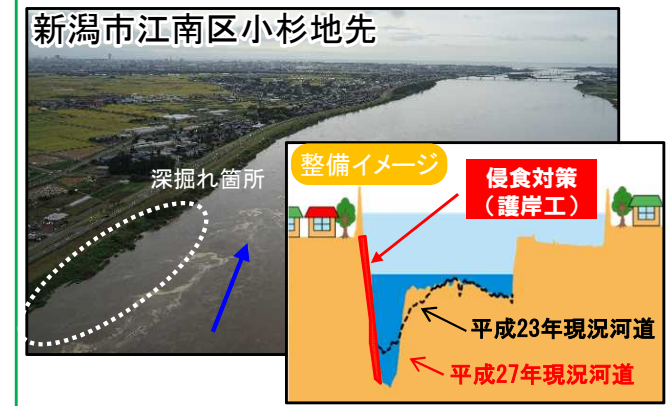 新潟市江南区小杉地先
深掘れ箇所
整備イメージ
侵食対策
（護岸工）
平成23年現況河道
平成27年現況河道